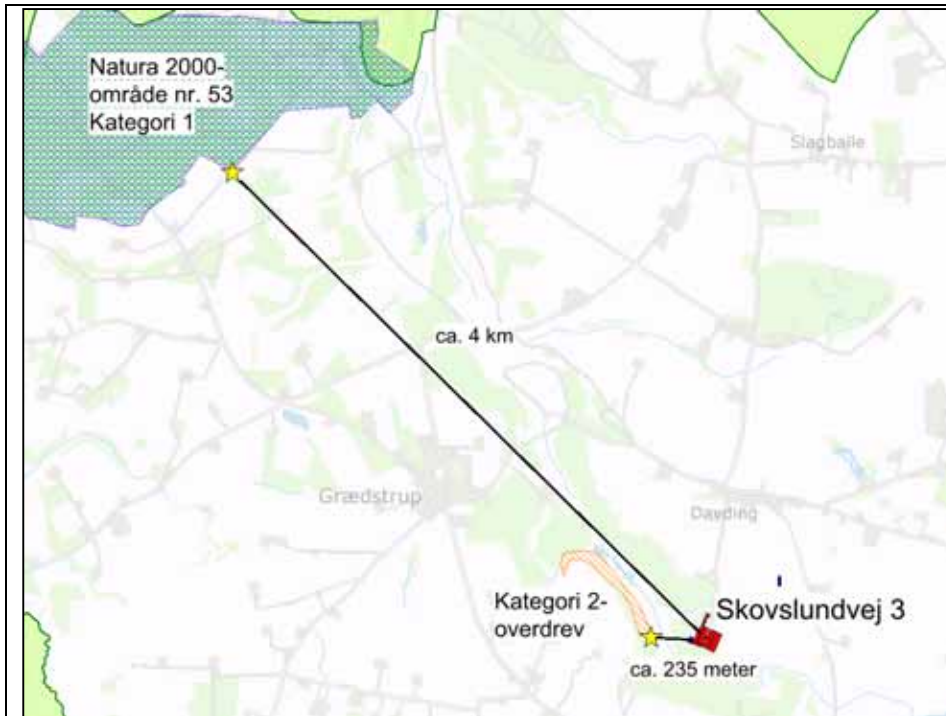 Natura 2000-
område nr. 53
Kategori 1
Slagballe
ca. 4 km
Grædstrup
Davding
Kategori 2-
overdrev
Skovslundvej 3
ca. 235 meter